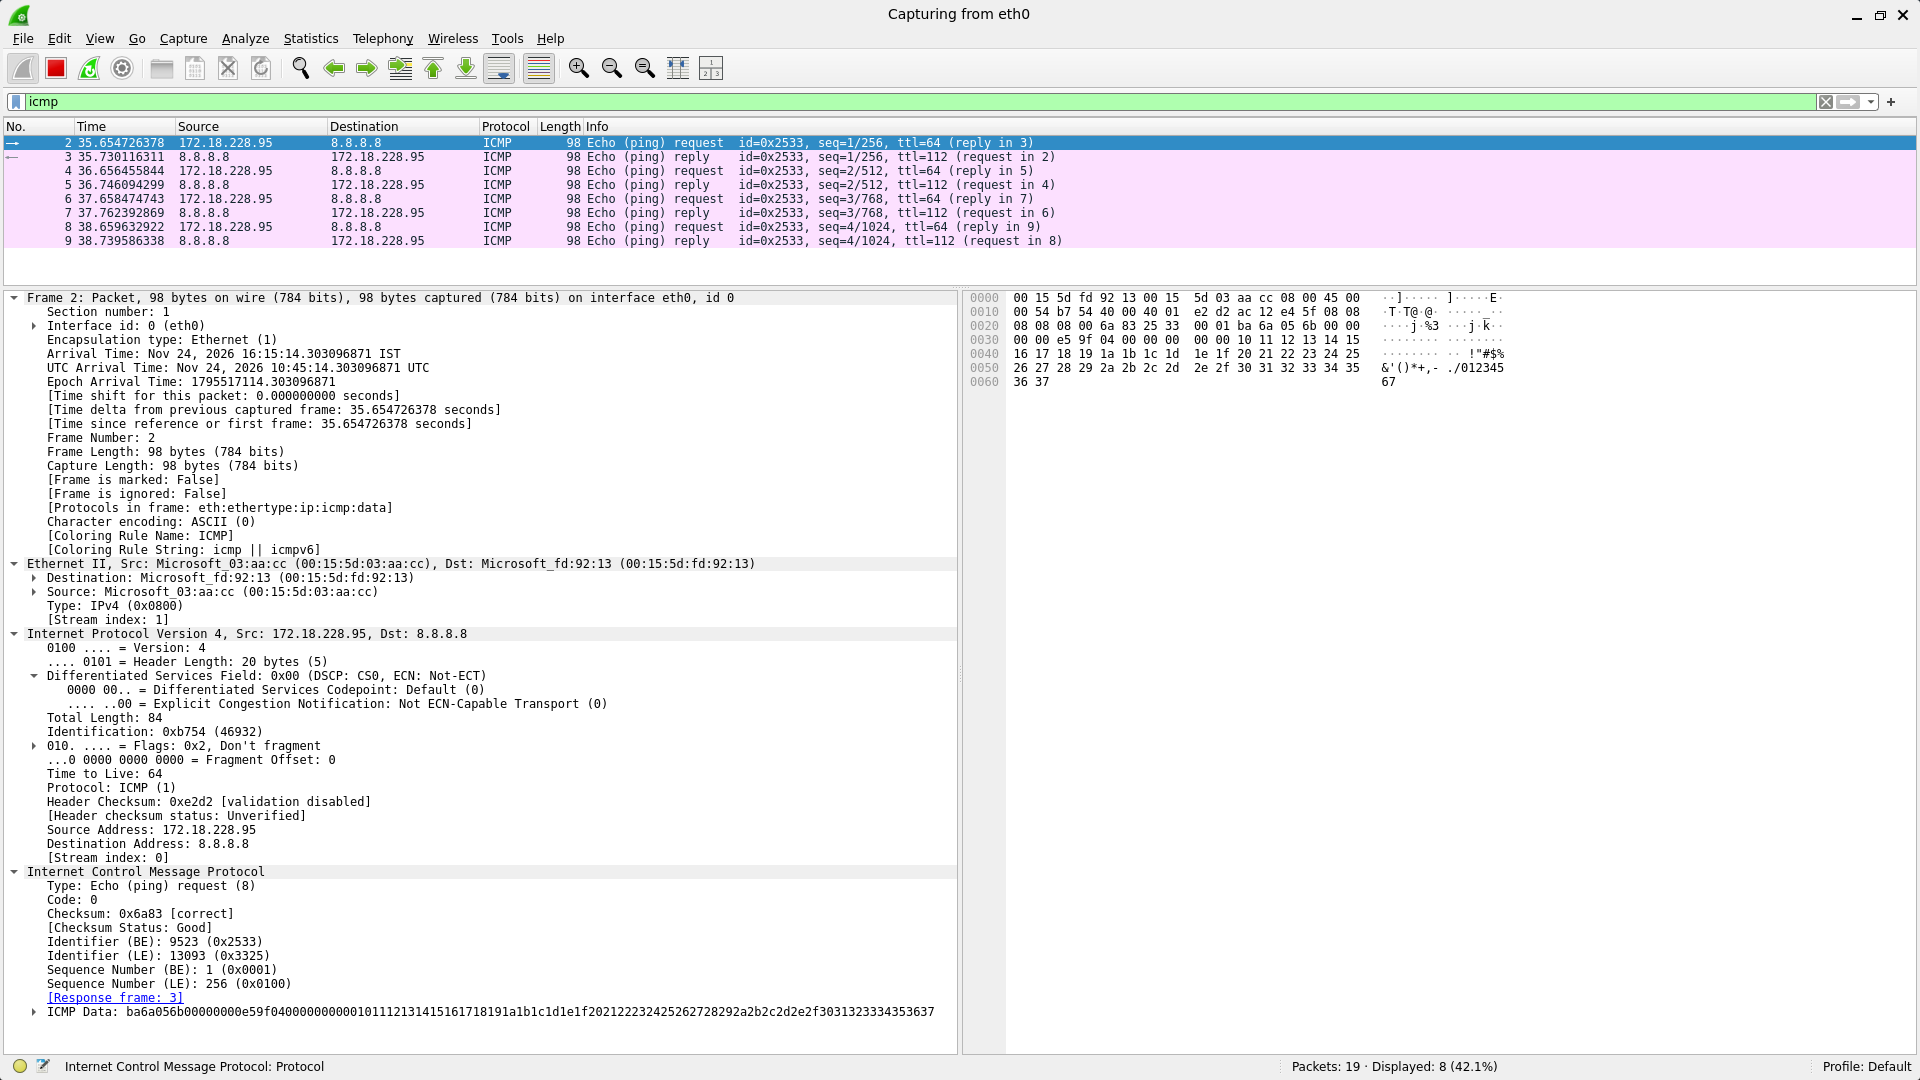 Capturing from eth0
File Edit View Go Capture Analyze Statistics Telephony Wireless Tools Help
icmp
No. Time Source Destination Protocol Length Info
2 35.654726378 172.18.228.95 8.8.8.8 ICMP 98 Echo (ping) request id=0x2533, seq=1/256, ttl=64 (reply in 3)
3 35.730116311 8.8.8.8 172.18.228.95 ICMP 98 Echo (ping) reply id=0x2533, seq=1/256, ttl=112 (request in 2)
4 36.656455844 172.18.228.95 8.8.8.8 ICMP 98 Echo (ping) request id=0x2533, seq=2/512, ttl=64 (reply in 5)
5 36.746094299 8.8.8.8 172.18.228.95 ICMP 98 Echo (ping) reply id=0x2533, seq=2/512, ttl=112 (request in 4)
6 37.658474743 172.18.228.95 8.8.8.8 ICMP 98 Echo (ping) request id=0x2533, seq=3/768, ttl=64 (reply in 7)
7 37.762392869 8.8.8.8 172.18.228.95 ICMP 98 Echo (ping) reply id=0x2533, seq=3/768, ttl=112 (request in 6)
8 38.659632922 172.18.228.95 8.8.8.8 ICMP 98 Echo (ping) request id=0x2533, seq=4/1024, ttl=64 (reply in 9)
9 38.739586338 8.8.8.8 172.18.228.95 ICMP 98 Echo (ping) reply id=0x2533, seq=4/1024, ttl=112 (request in 8)
Frame 2: Packet, 98 bytes on wire (784 bits), 98 bytes captured (784 bits) on interface eth0, id 0
Section number: 1
Interface id: 0 (eth0)
Encapsulation type: Ethernet (1)
Arrival Time: Nov 24, 2026 16:15:14.303096871 IST
UTC Arrival Time: Nov 24, 2026 10:45:14.303096871 UTC
Epoch Arrival Time: 1795517114.303096871
[Time shift for this packet: 0.000000000 seconds]
[Time delta from previous captured frame: 35.654726378 seconds]
[Time since reference or first frame: 35.654726378 seconds]
Frame Number: 2
Frame Length: 98 bytes (784 bits)
Capture Length: 98 bytes (784 bits)
[Frame is marked: False]
[Frame is ignored: False]
[Protocols in frame: eth:ethertype:ip:icmp:data]
Character encoding: ASCII (0)
[Coloring Rule Name: ICMP]
[Coloring Rule String: icmp || icmpv6]
Ethernet II, Src: Microsoft_03:aa:cc (00:15:5d:03:aa:cc), Dst: Microsoft_fd:92:13 (00:15:5d:fd:92:13)
Destination: Microsoft_fd:92:13 (00:15:5d:fd:92:13)
Source: Microsoft_03:aa:cc (00:15:5d:03:aa:cc)
Type: IPv4 (0x0800)
[Stream index: 1]
Internet Protocol Version 4, Src: 172.18.228.95, Dst: 8.8.8.8
0100 .... = Version: 4
.... 0101 = Header Length: 20 bytes (5)
Differentiated Services Field: 0x00 (DSCP: CS0, ECN: Not-ECT)
0000 00.. = Differentiated Services Codepoint: Default (0)
.... ..00 = Explicit Congestion Notification: Not ECN-Capable Transport (0)
Total Length: 84
Identification: 0xb754 (46932)
010. .... = Flags: 0x2, Don't fragment
...0 0000 0000 0000 = Fragment Offset: 0
Time to Live: 64
Protocol: ICMP (1)
Header Checksum: 0xe2d2 [validation disabled]
[Header checksum status: Unverified]
Source Address: 172.18.228.95
Destination Address: 8.8.8.8
[Stream index: 0]
Internet Control Message Protocol
Type: Echo (ping) request (8)
Code: 0
Checksum: 0x6a83 [correct]
[Checksum Status: Good]
Identifier (BE): 9523 (0x2533)
Identifier (LE): 13093 (0x3325)
Sequence Number (BE): 1 (0x0001)
Sequence Number (LE): 256 (0x0100)
[Response frame: 3]
ICMP Data: ba6a056b00000000e59f040000000000101112131415161718191a1b1c1d1e1f202122232425262728292a2b2c2d2e2f3031323334353637
0000 00 15 5d fd 92 13 00 15 5d 03 aa cc 08 00 45 00 ··]····· ]·····E·
0010 00 54 b7 54 40 00 40 01 e2 d2 ac 12 e4 5f 08 08 ·T·T@·@· ·····_··
0020 08 08 08 00 6a 83 25 33 00 01 ba 6a 05 6b 00 00 ····j·%3 ···j·k··
0030 00 00 e5 9f 04 00 00 00 00 00 10 11 12 13 14 15 ········ ········
0040 16 17 18 19 1a 1b 1c 1d 1e 1f 20 21 22 23 24 25 ········ ·· !"#$%
0050 26 27 28 29 2a 2b 2c 2d 2e 2f 30 31 32 33 34 35 &'()*+,- ./012345
0060 36 37 67
Internet Control Message Protocol: Protocol
Packets: 19 · Displayed: 8 (42.1%)
Profile: Default